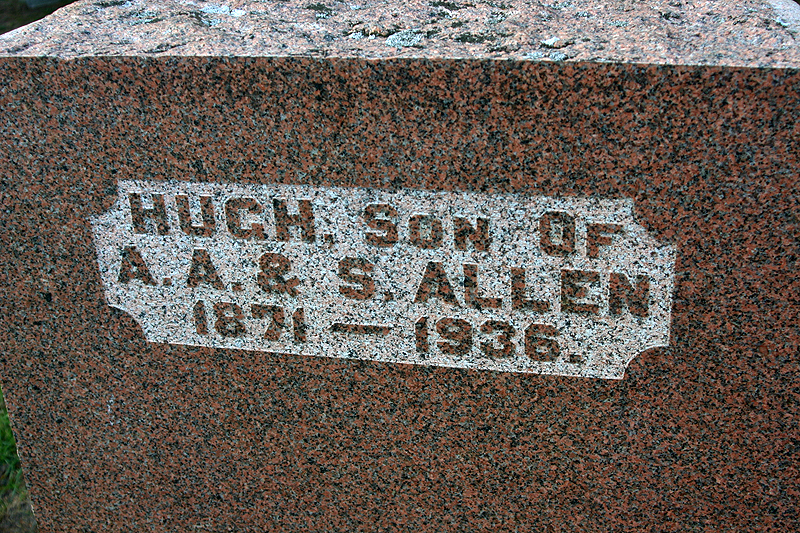 HUGH. SON OF
A. A. & S. ALLEN
1871 — 1936.